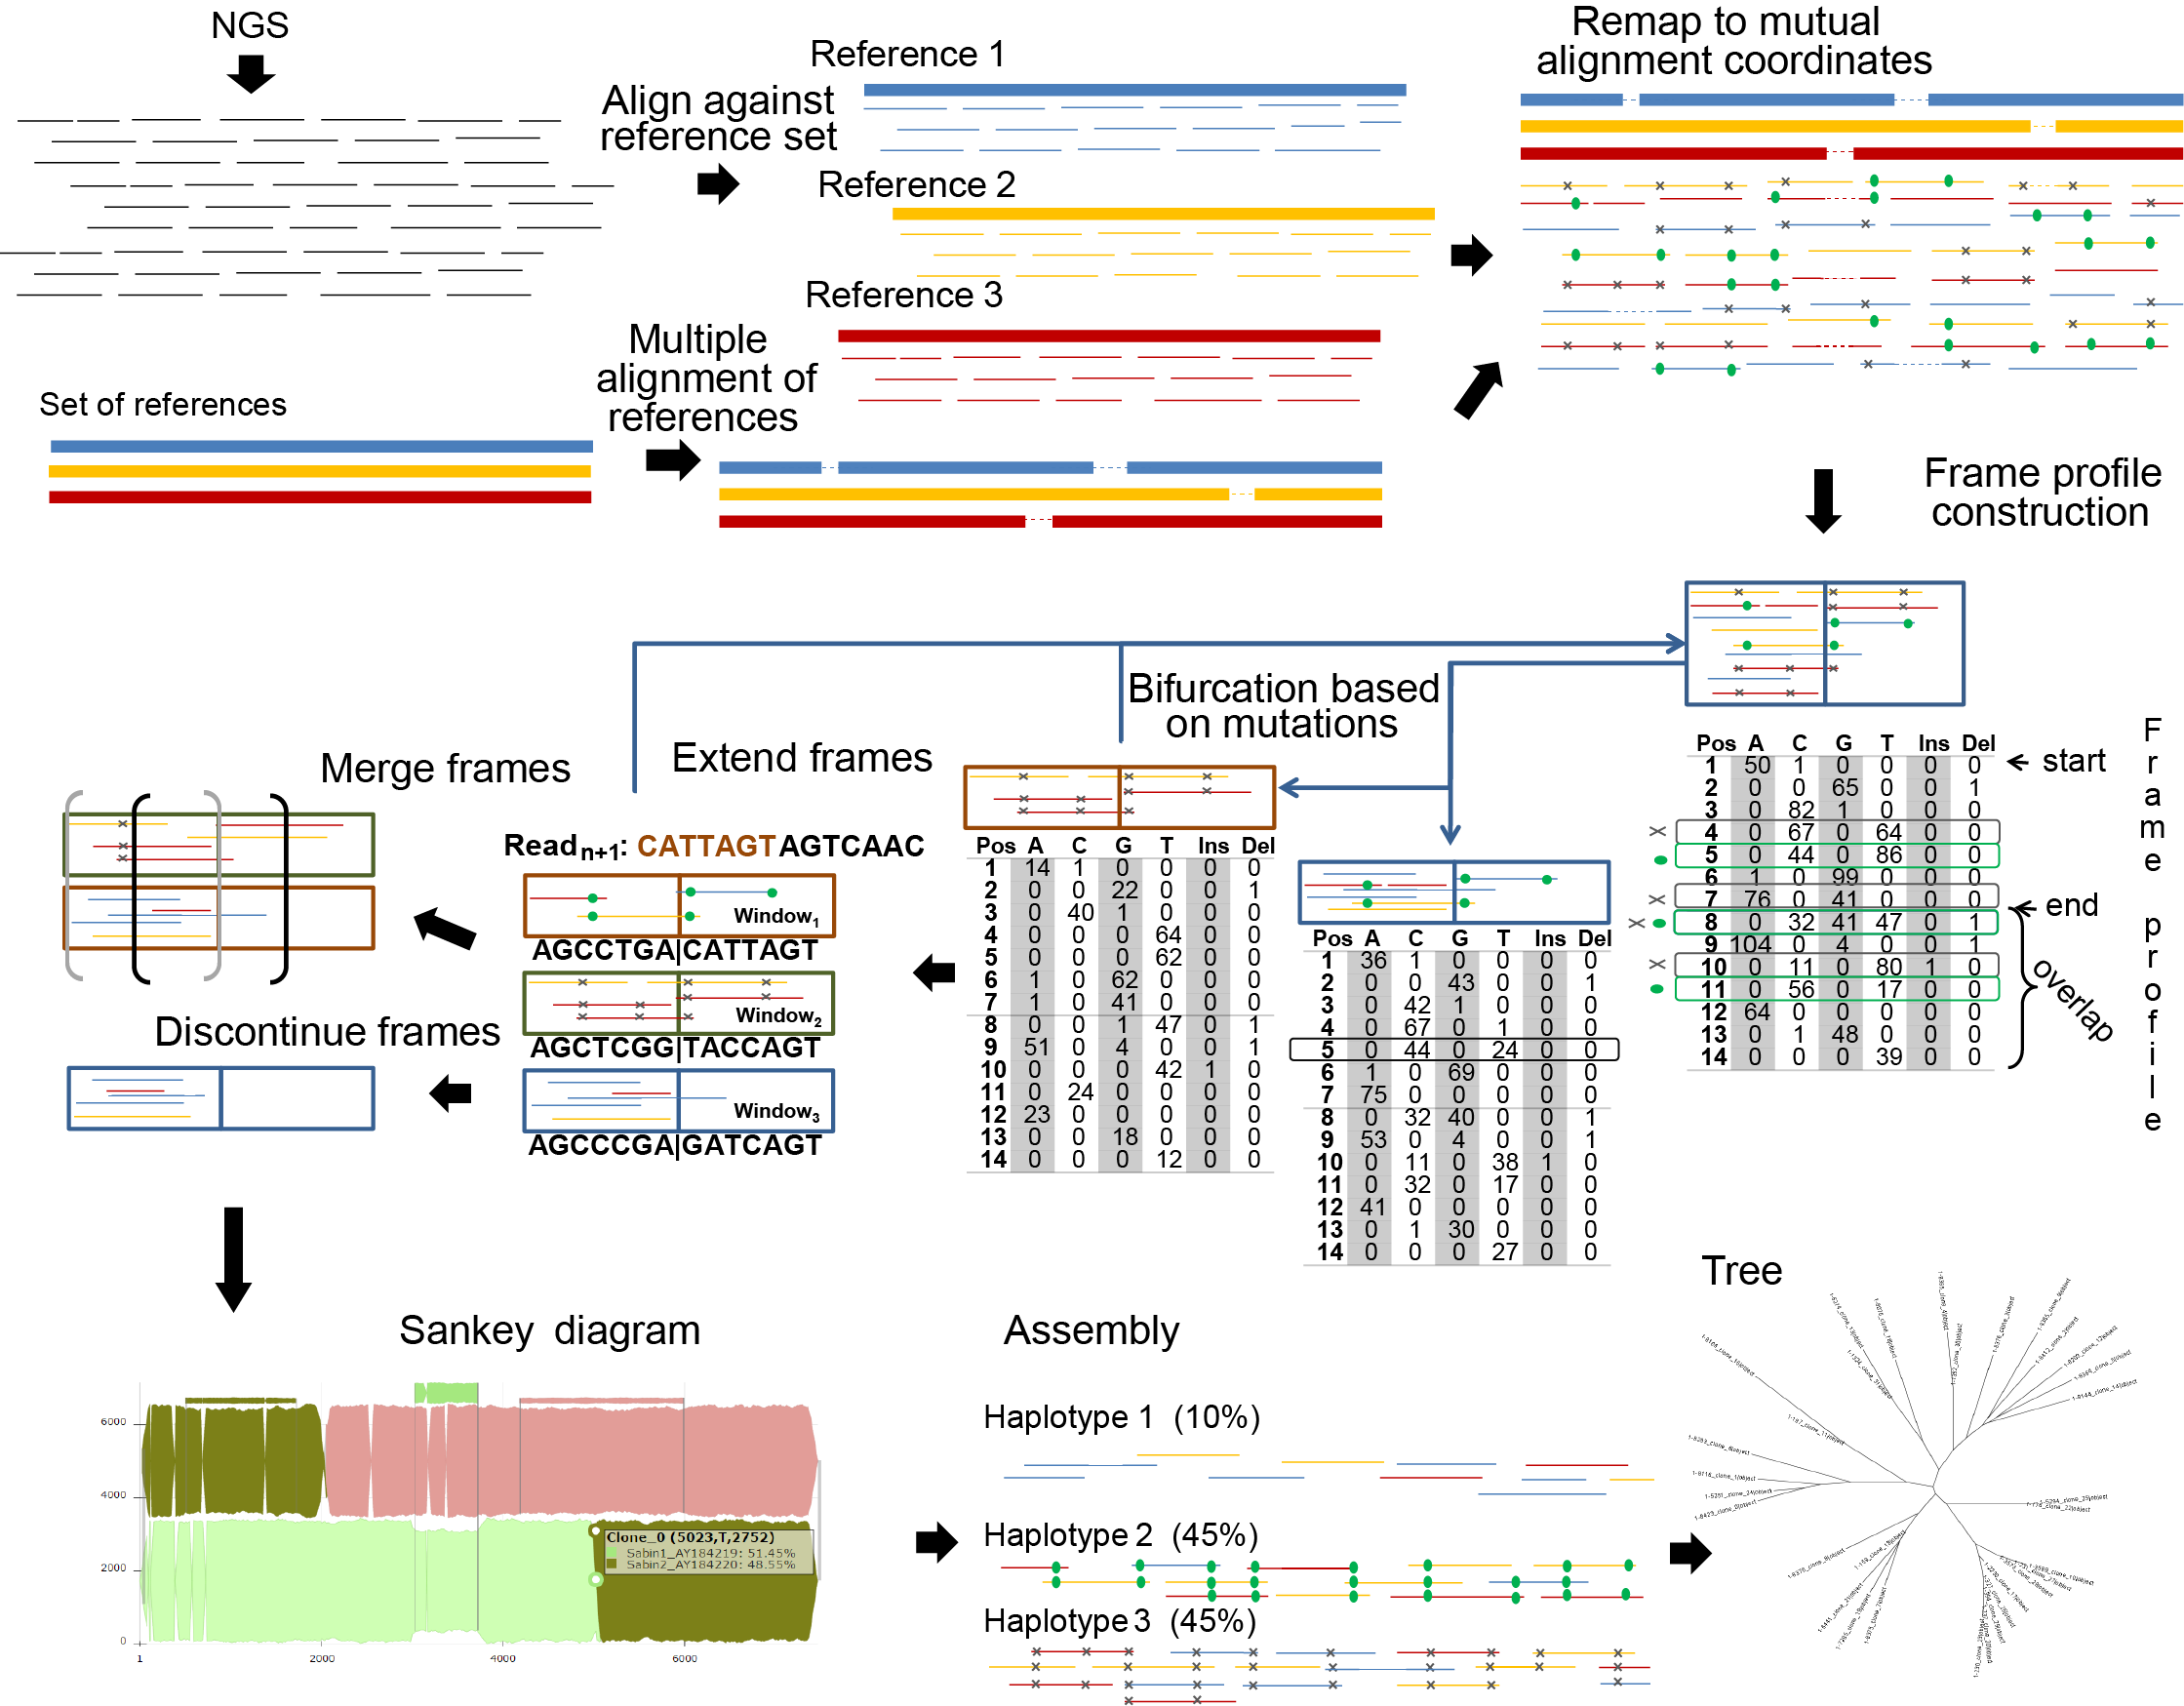 NGS
Reference 1
Align against
reference set
Reference 2
Reference 3
Remap to mutual
alignment coordinates
Set of references
Multiple
alignment of
references
Frame profile
construction
Bifurcation based
on mutations
Extend frames
Merge frames
Discontinue frames
Read n+1: CATTAGTAGTCAAC
Window1
AGCCTGA|CATTAGT
Window2
AGCTCGG|TACCAGT
Window3
AGCCCGA|GATCAGT
Pos A C G T Ins Del
1 14 1 0 0 0 0
2 0 0 22 0 0 1
3 0 40 1 0 0 0
4 0 0 0 64 0 0
5 0 0 0 62 0 0
6 1 0 62 0 0 0
7 1 0 41 0 0 0
8 0 0 1 47 0 1
9 51 0 4 0 0 1
10 0 0 0 42 1 0
11 0 24 0 0 0 0
12 23 0 0 0 0 0
13 0 0 18 0 0 0
14 0 0 0 12 0 0
Pos A C G T Ins Del
1 36 1 0 0 0 0
2 0 0 43 0 0 1
3 0 42 1 0 0 0
4 0 67 0 1 0 0
5 0 44 0 24 0 0
6 1 0 69 0 0 0
7 75 0 0 0 0 0
8 0 32 40 0 0 1
9 53 0 4 0 0 1
10 0 11 0 38 1 0
11 0 32 0 17 0 0
12 41 0 0 0 0 0
13 0 1 30 0 0 0
14 0 0 0 27 0 0
Pos A C G T Ins Del
1 50 1 0 0 0 0
2 0 0 65 0 0 1
3 0 82 1 0 0 0
4 0 67 0 64 0 0
5 0 44 0 86 0 0
6 1 0 99 0 0 0
7 76 0 41 0 0 0
8 0 32 41 47 0 1
9 104 0 4 0 0 1
10 0 11 0 80 1 0
11 0 56 0 17 0 0
12 64 0 0 0 0 0
13 0 1 48 0 0 0
14 0 0 0 39 0 0
start
end
overlap
Frame profile
Sankey diagram
6000
4000
2000
0
1 2000 4000 6000
Clone_0 (5023,T,2752)
Sabin1_AY184219: 51.45%
Sabin2_AY184220: 48.55%
Assembly
Haplotype 1 (10%)
Haplotype 2 (45%)
Haplotype 3 (45%)
Tree